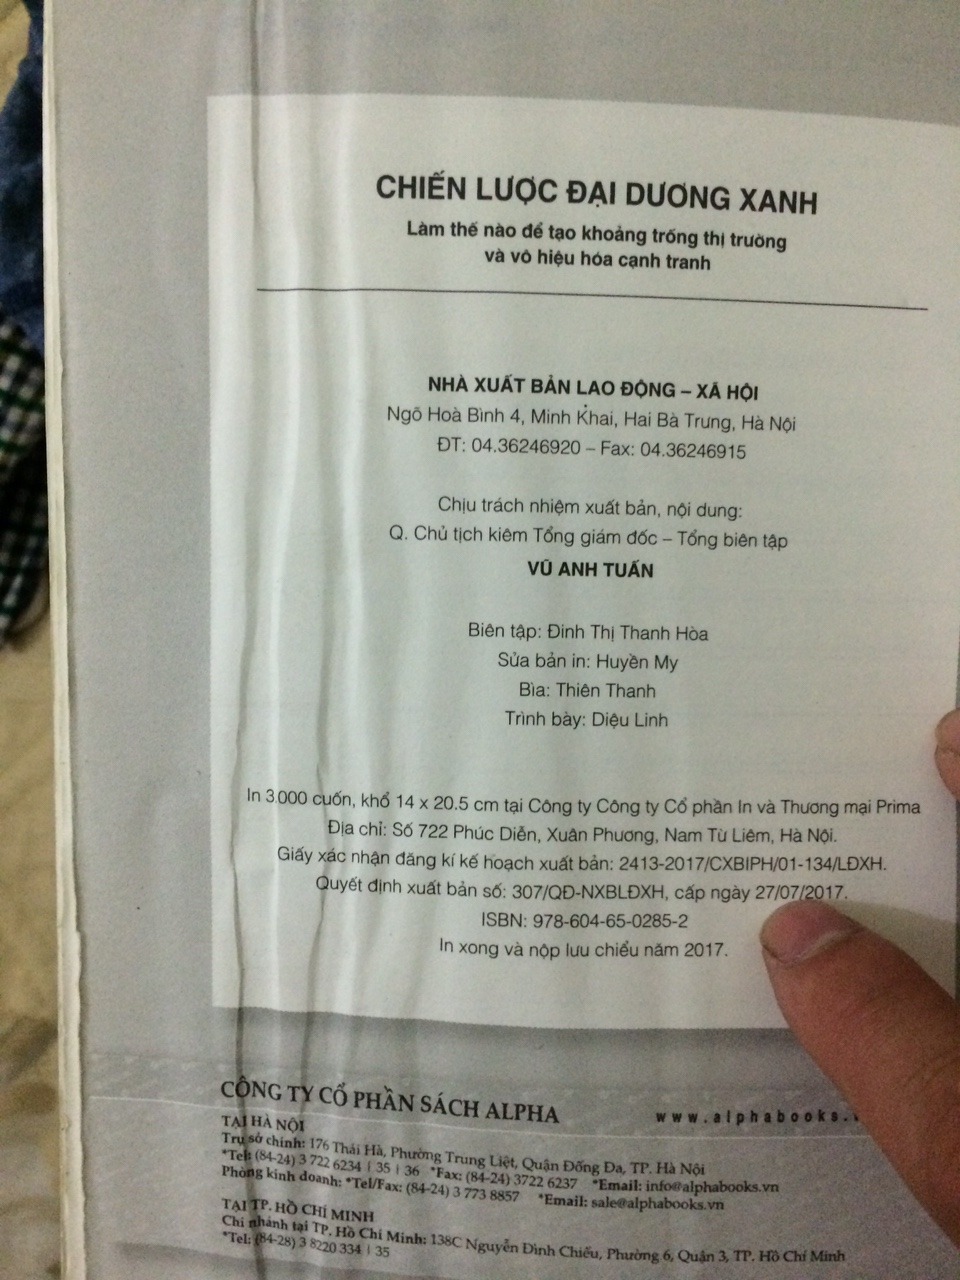 CHIẾN LƯỢC ĐẠI DƯƠNG XANH
Làm thế nào để tạo khoảng trống thị trường
và vô hiệu hóa cạnh tranh
NHÀ XUẤT BẢN LAO ĐỘNG – XÃ HỘI
Ngõ Hoà Bình 4, Minh Khai, Hai Bà Trưng, Hà Nội
ĐT: 04.36246920 – Fax: 04.36246915
Chịu trách nhiệm xuất bản, nội dung:
Q. Chủ tịch kiêm Tổng giám đốc – Tổng biên tập
VŨ ANH TUẤN
Biên tập: Đinh Thị Thanh Hòa
Sửa bản in: Huyền My
Bìa: Thiên Thanh
Trình bày: Diệu Linh
In 3.000 cuốn, khổ 14 x 20.5 cm tại Công ty Công ty Cổ phần In và Thương mại Prima
Địa chỉ: Số 722 Phúc Diễn, Xuân Phương, Nam Từ Liêm, Hà Nội.
Giấy xác nhận đăng kí kế hoạch xuất bản: 2413-2017/CXBIPH/01-134/LĐXH.
Quyết định xuất bản số: 307/QĐ-NXBLĐXH, cấp ngày 27/07/2017.
ISBN: 978-604-65-0285-2
In xong và nộp lưu chiểu năm 2017.
CÔNG TY CỔ PHẦN SÁCH ALPHA www.alphabooks.
TẠI HÀ NỘI
Trụ sở chính: 176 Thái Hà, Phường Trung Liệt, Quận Đống Đa, TP. Hà Nội
*Tel: (84-24) 3 722 6234 | 35 | 36 *Fax: (84-24) 3722 6237 *Email: info@alphabooks.vn
Phòng kinh doanh: *Tel/Fax: (84-24) 3 773 8857 *Email: sale@alphabooks.vn
TẠI TP. HỒ CHÍ MINH
Chi nhánh tại TP. Hồ Chí Minh: 138C Nguyễn Đình Chiểu, Phường 6, Quận 3, TP. Hồ Chí Minh
*Tel: (84-28) 3 8220 334 | 35